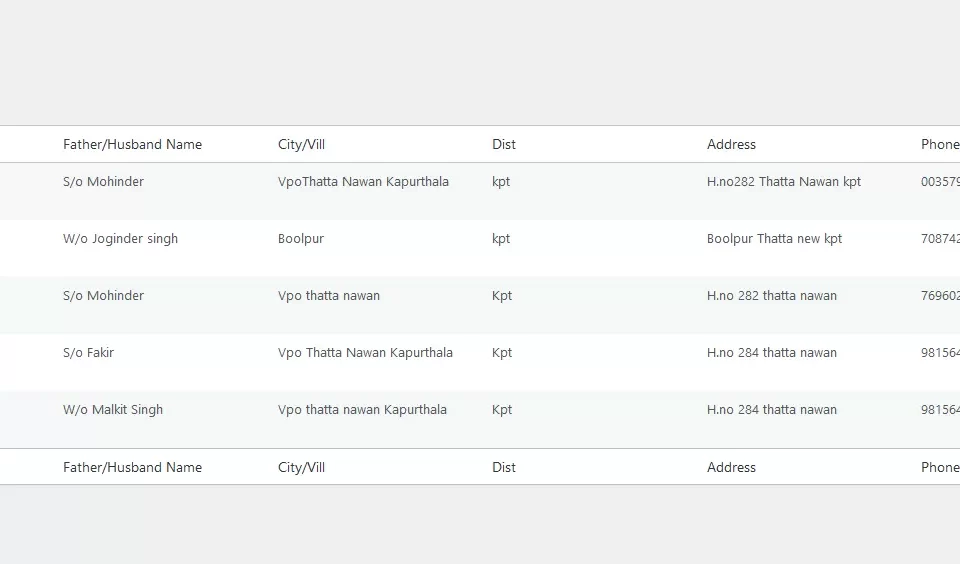 Father/Husband Name City/Vill Dist Address Phone
S/o Mohinder VpoThatta Nawan Kapurthala kpt H.no282 Thatta Nawan kpt 003579
W/o Joginder singh Boolpur kpt Boolpur Thatta new kpt 708742
S/o Mohinder Vpo thatta nawan Kpt H.no 282 thatta nawan 769602
S/o Fakir Vpo Thatta Nawan Kapurthala Kpt H.no 284 thatta nawan 981564
W/o Malkit Singh Vpo thatta nawan Kapurthala Kpt H.no 284 thatta nawan 981564
Father/Husband Name City/Vill Dist Address Phone